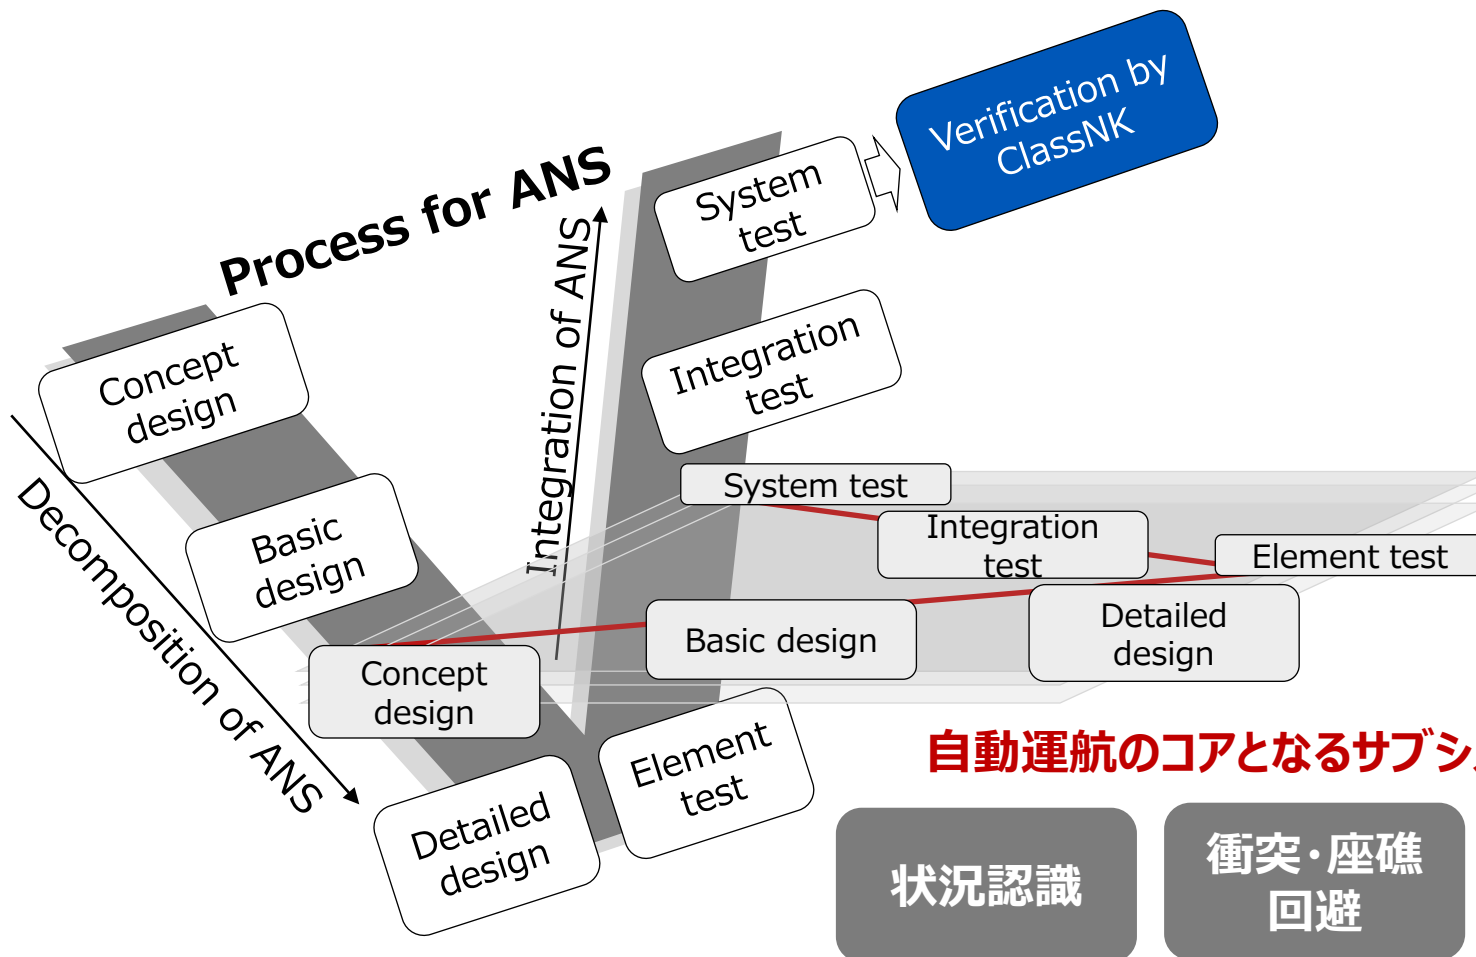 Verification by
ClassNK
Process for ANS
System
test
Integration of ANS
Concept
design
Integration
test
Decomposition of ANS
Basic
design
System test
Integration
test
Element test
Basic design
Detailed
design
Concept
design
Element
test
Detailed
design
自動運航のコアとなるサブシ
状況認識
衝突・座礁
回避